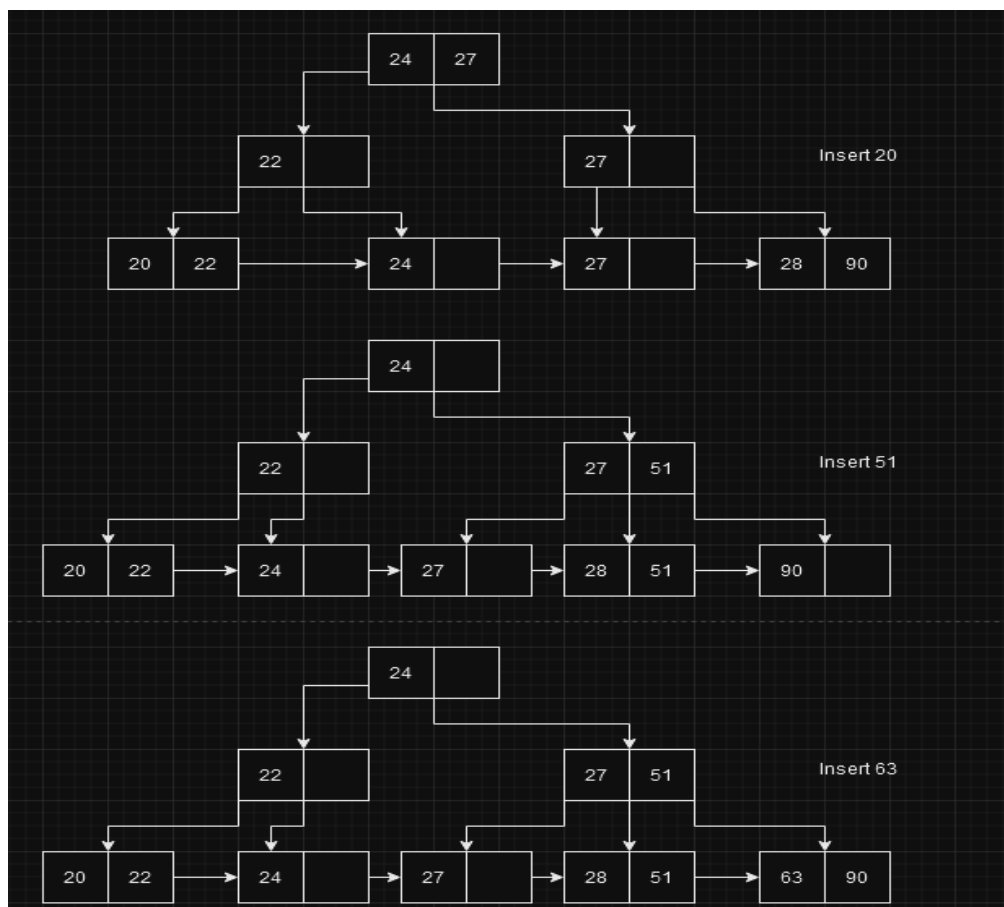 24 27
22 27 Insert 20
20 22 24 27 28 90
24
22 27 51 Insert 51
20 22 24 27 28 51 90
24
22 27 51 Insert 63
20 22 24 27 28 51 63 90